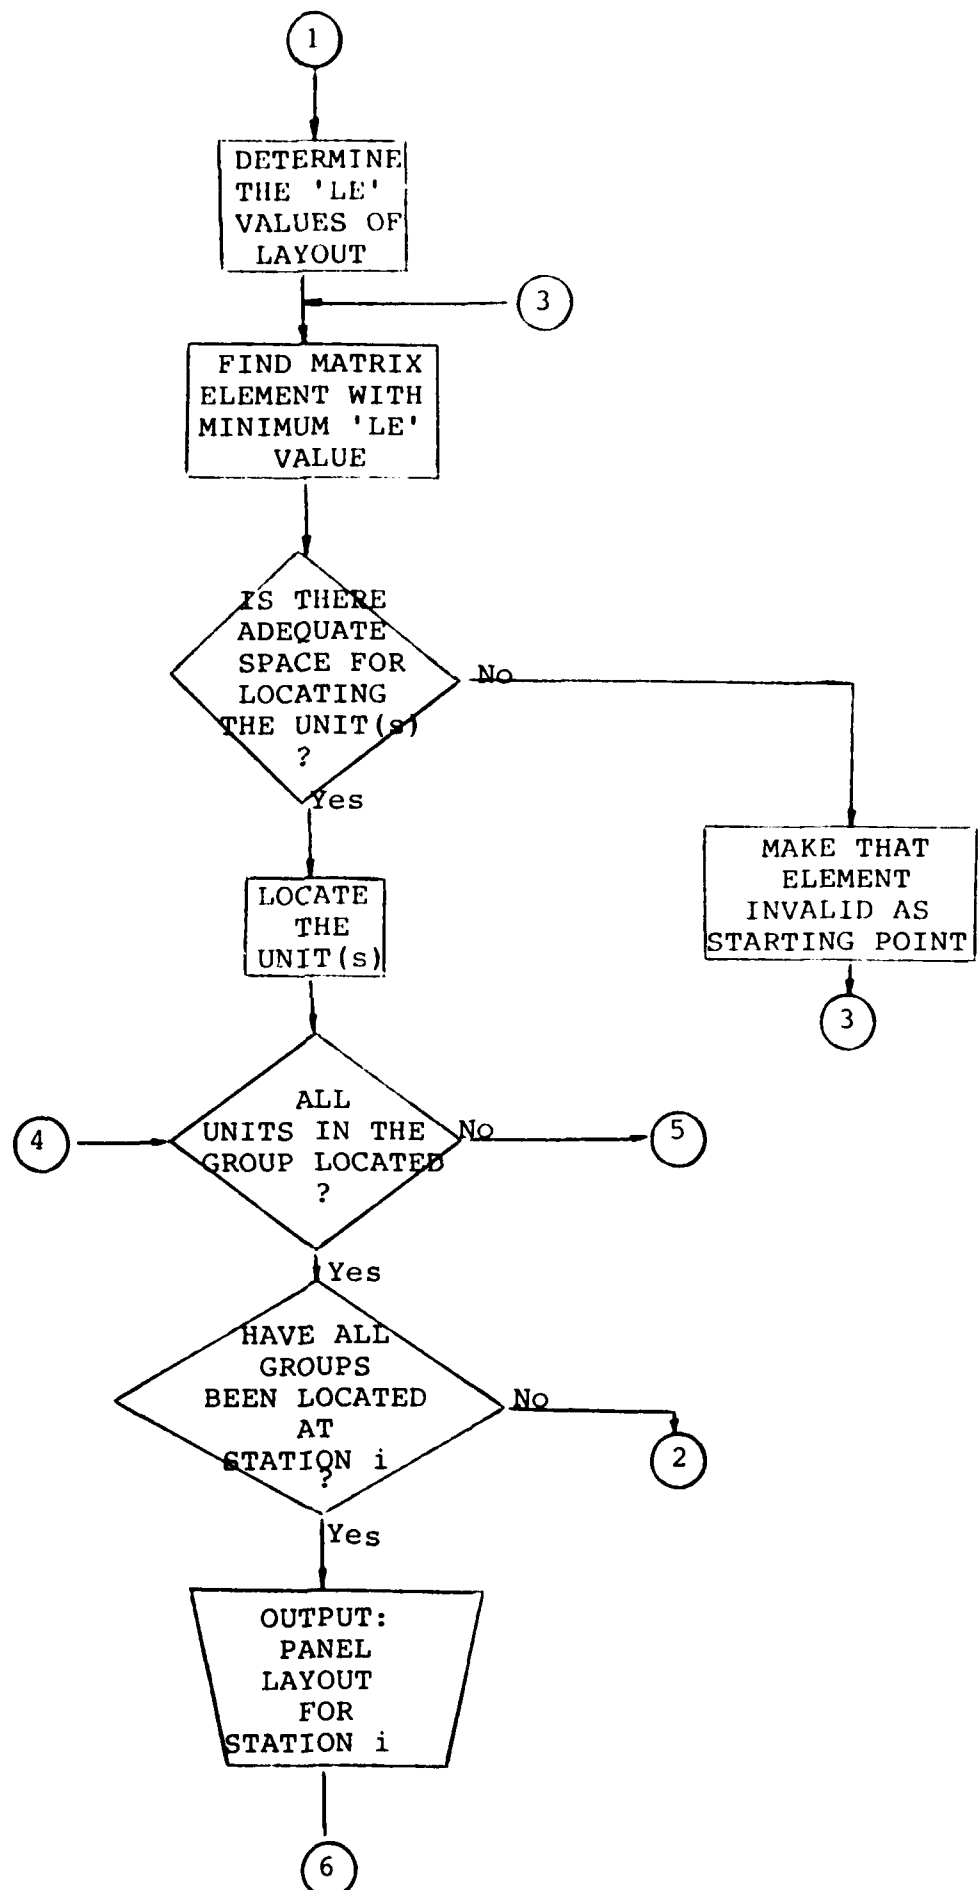 1
DETERMINE
THE 'LE'
VALUES OF
LAYOUT
3
FIND MATRIX
ELEMENT WITH
MINIMUM 'LE'
VALUE
IS THERE
ADEQUATE
SPACE FOR
LOCATING
THE UNIT(s)
?
No
Yes
MAKE THAT
ELEMENT
INVALID AS
STARTING POINT
3
LOCATE
THE
UNIT(s)
4
ALL
UNITS IN THE
GROUP LOCATED
?
No
5
Yes
HAVE ALL
GROUPS
BEEN LOCATED
AT
STATION i
?
No
2
Yes
OUTPUT:
PANEL
LAYOUT
FOR
STATION i
6